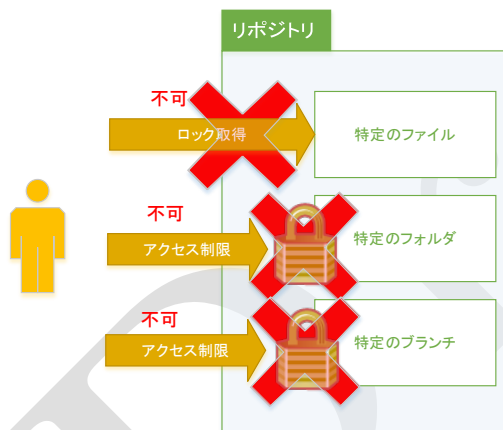 リポジトリ
不可
ロック取得
特定のファイル
不可
アクセス制限
特定のフォルダ
不可
アクセス制限
特定のブランチ